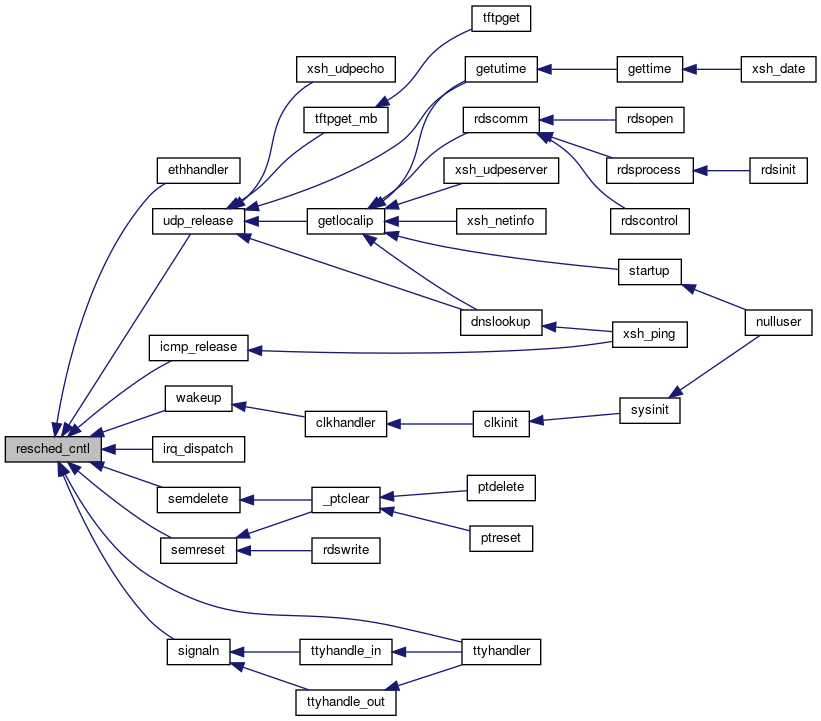 tftpget
xsh_udpecho
getutime
gettime
xsh_date
tftpget_mb
rdscomm
rdsopen
ethhandler
xsh_udpeserver
rdsprocess
rdsinit
udp_release
getlocalip
xsh_netinfo
rdscontrol
startup
dnslookup
nulluser
xsh_ping
icmp_release
wakeup
clkhandler
clkinit
sysinit
resched_cntl
irq_dispatch
semdelete
_ptclear
ptdelete
semreset
rdswrite
ptreset
signaln
ttyhandle_in
ttyhandler
ttyhandle_out